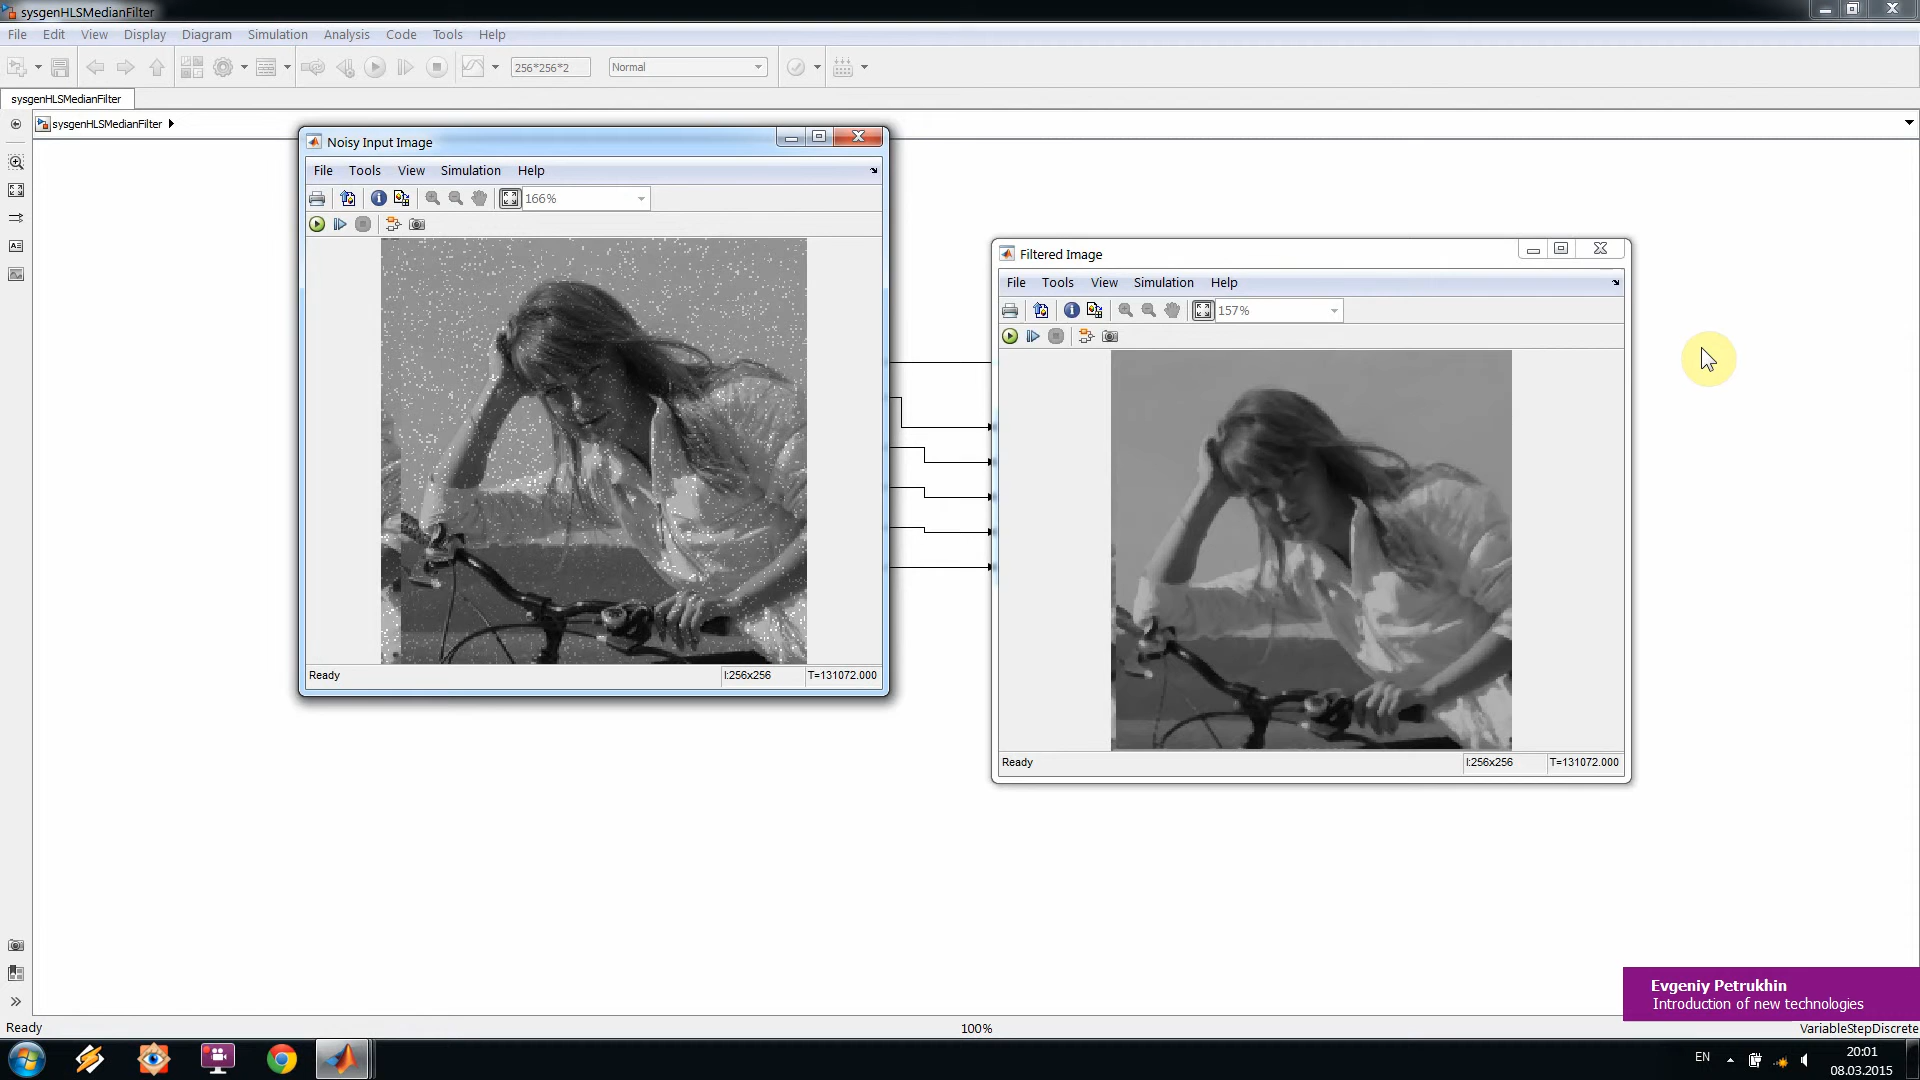 sysgenHLSMedianFilter
File Edit View Display Diagram Simulation Analysis Code Tools Help
256*256*2 Normal
sysgenHLSMedianFilter
sysgenHLSMedianFilter
Noisy Input Image
File Tools View Simulation Help
166%
Ready I:256x256 T=131072.000
Filtered Image
File Tools View Simulation Help
157%
Ready I:256x256 T=131072.000
Evgeniy Petrukhin
Introduction of new technologies
Ready 100% VariableStepDiscrete
EN 20:01
08.03.2015